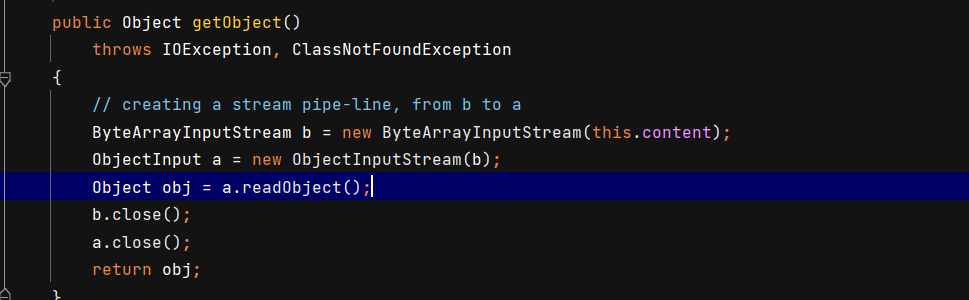 public Object getObject()
throws IOException, ClassNotFoundException
{
// creating a stream pipe-line, from b to a
ByteArrayInputStream b = new ByteArrayInputStream(this.content);
ObjectInput a = new ObjectInputStream(b);
Object obj = a.readObject();
b.close();
a.close();
return obj;
}